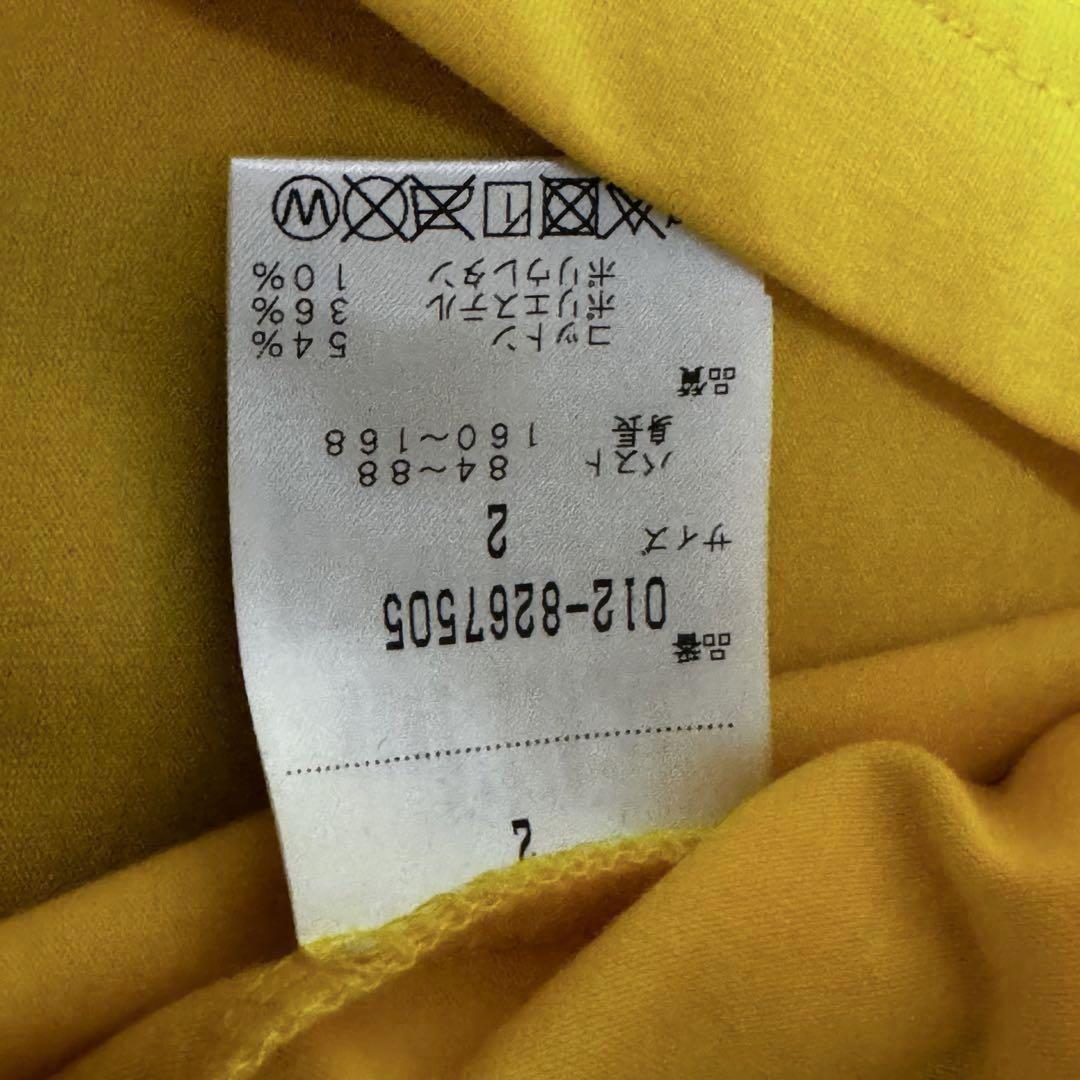 2
品番
012-8267505
サイズ 2
バスト 84~88
身長 160~168
品質
コットン 54%
ポリエステル 36%
ポリウレタン 10%
W